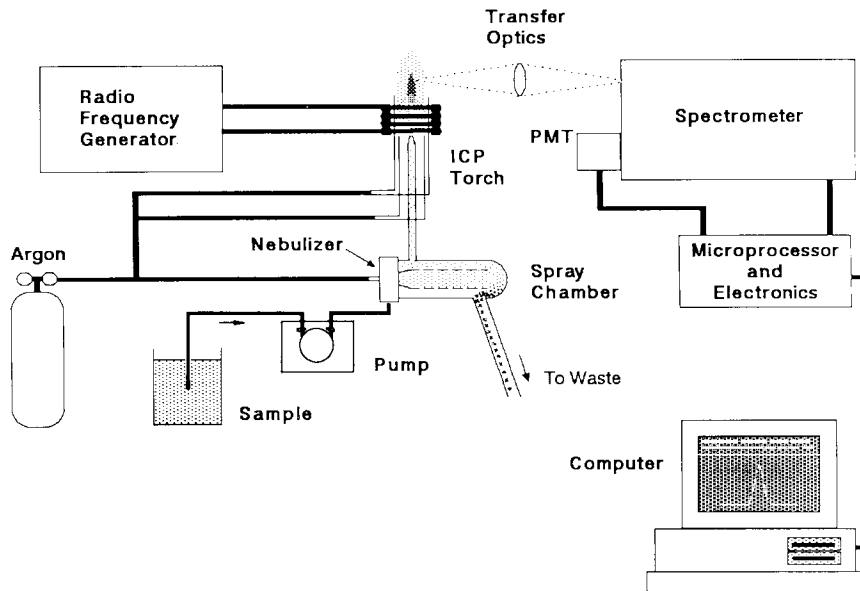 Transfer
Optics
Radio
Frequency
Generator
Spectrometer
PMT
ICP
Torch
Nebulizer
Argon
Microprocessor
and
Electronics
Spray
Chamber
Pump
To Waste
Sample
Computer